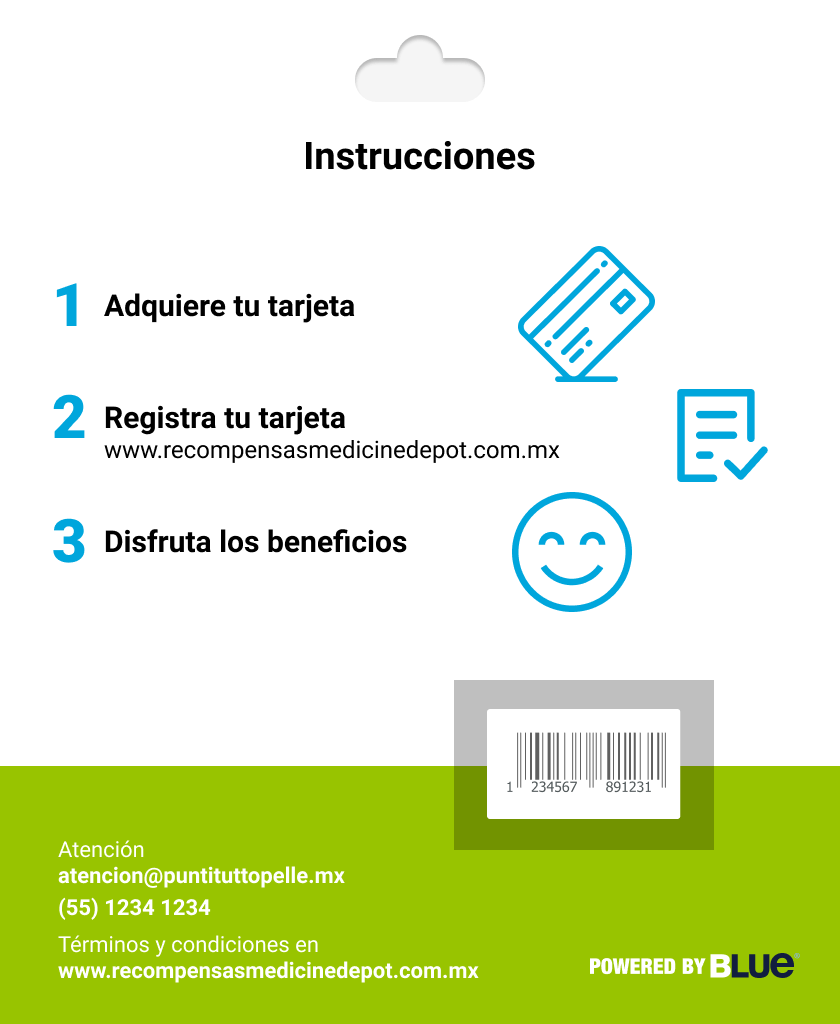 Instrucciones
1 Adquiere tu tarjeta
2 Registra tu tarjeta
www.recompensasmedicinedepot.com.mx
3 Disfruta los beneficios
1 234567 891231
Atención
atencion@puntituttopelle.mx
(55) 1234 1234
Términos y condiciones en
www.recompensasmedicinedepot.com.mx
POWERED BY BLUe